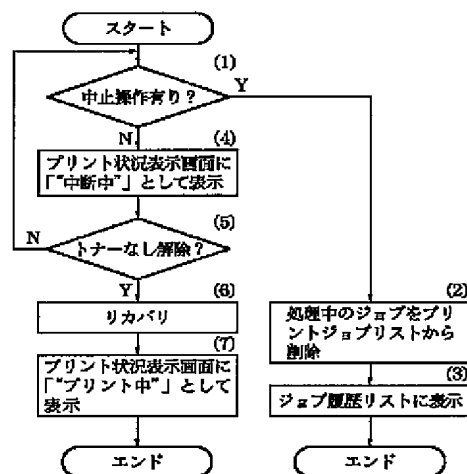 スタート
(1)
中止操作有り？
Y
N
(4)
プリント状況表示画面に
「“中断中”」として表示
(5)
トナーなし解除？
N
Y
(6)
リカバリ
(7)
プリント状況表示画面に
「“プリント中”」として
表示
エンド
(2)
処理中のジョブをプリ
ントジョブリストから
削除
(3)
ジョブ履歴リストに表示
エンド